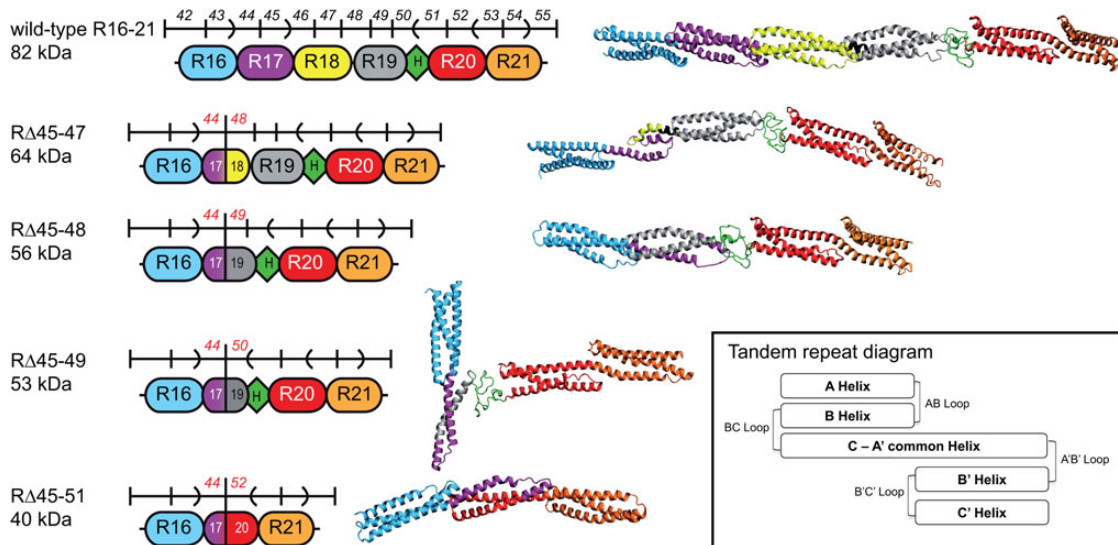 42 43 44 45 46 47 48 49 50 51 52 53 54 55
wild-type R16-21
82 kDa
R16 R17 R18 R19 H R20 R21
44 48
RΔ45-47
64 kDa
R16 17 18 R19 H R20 R21
44 49
RΔ45-48
56 kDa
R16 17 19 H R20 R21
44 50
RΔ45-49
53 kDa
R16 17 19 H R20 R21
44 52
RΔ45-51
40 kDa
R16 17 20 R21
Tandem repeat diagram
A Helix
AB Loop
B Helix
BC Loop
C – A' common Helix
A'B' Loop
B' Helix
B'C' Loop
C' Helix